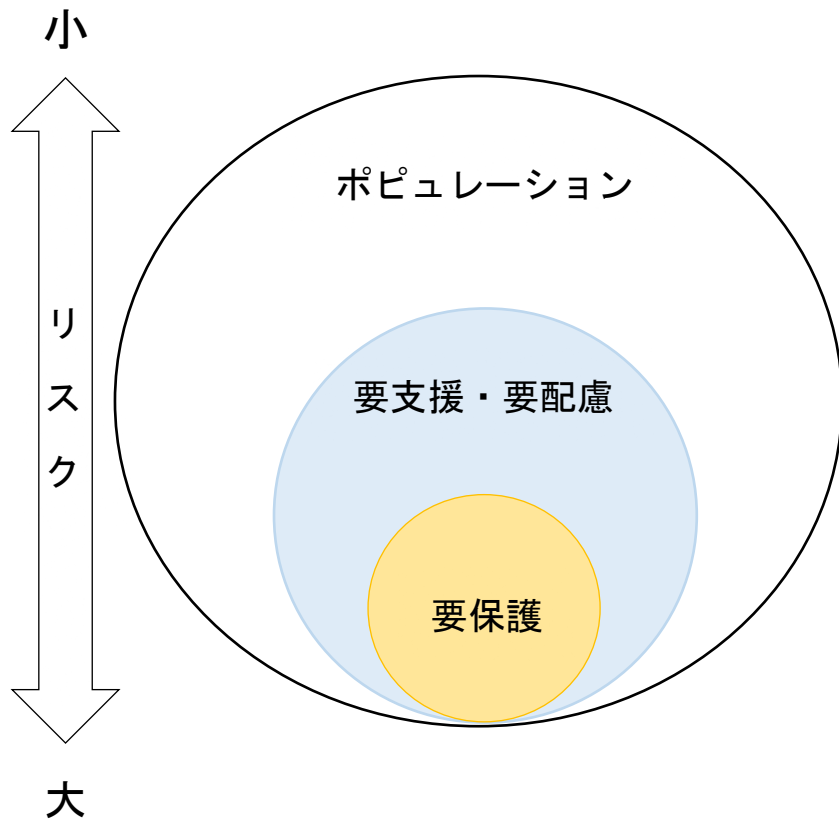 小
ポピュレーション
リスク
要支援・要配慮
要保護
大